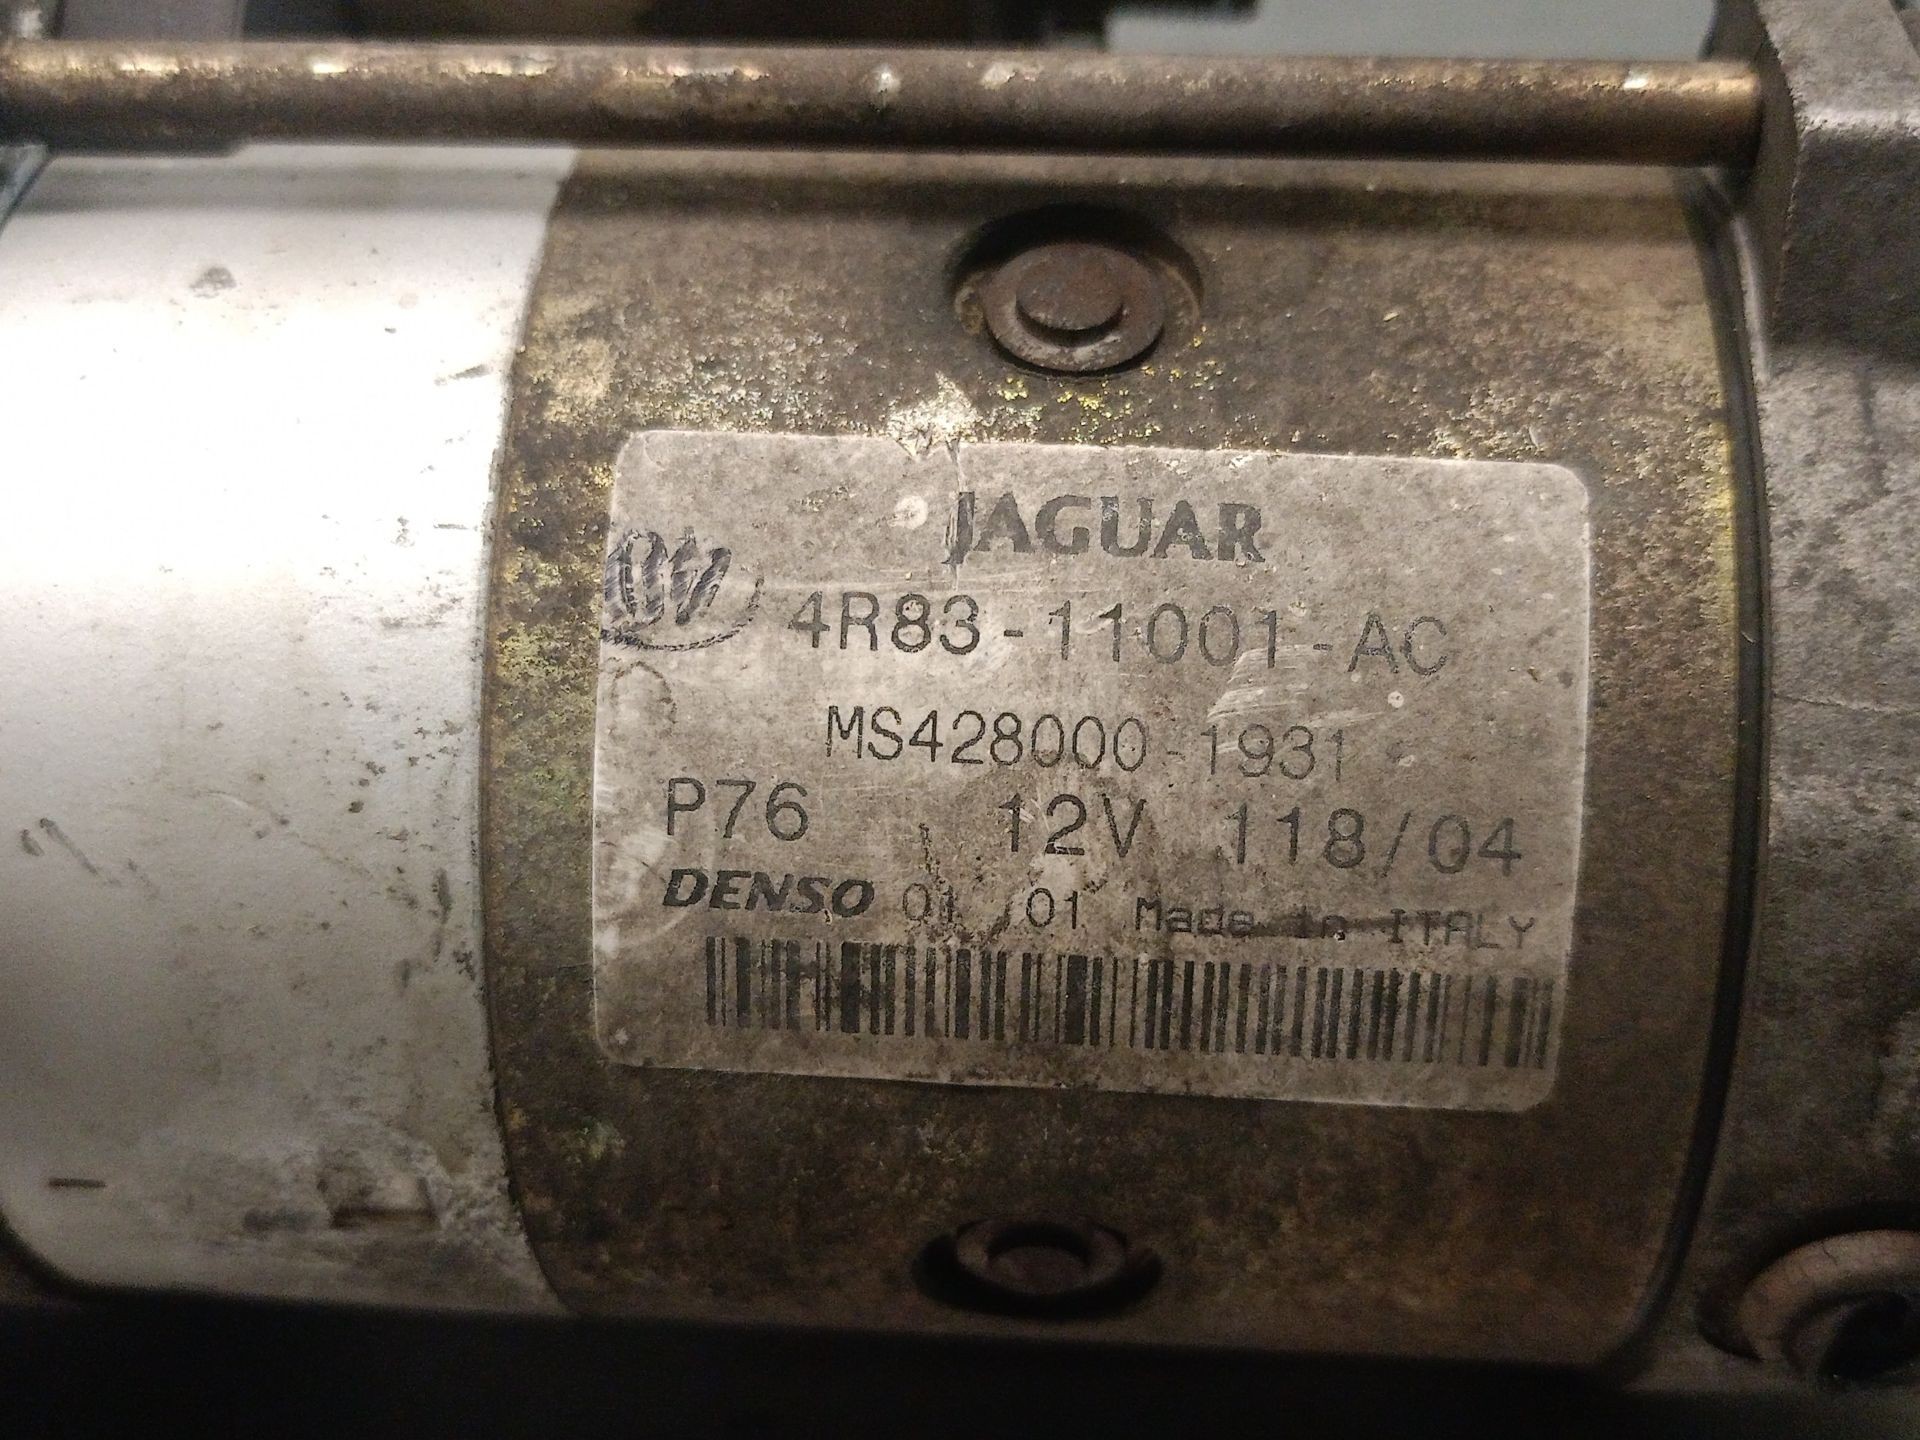 JAGUAR
4R83-11001-AC
MS428000-1931
P76 12V 118/04
DENSO 01 01 Made in ITALY